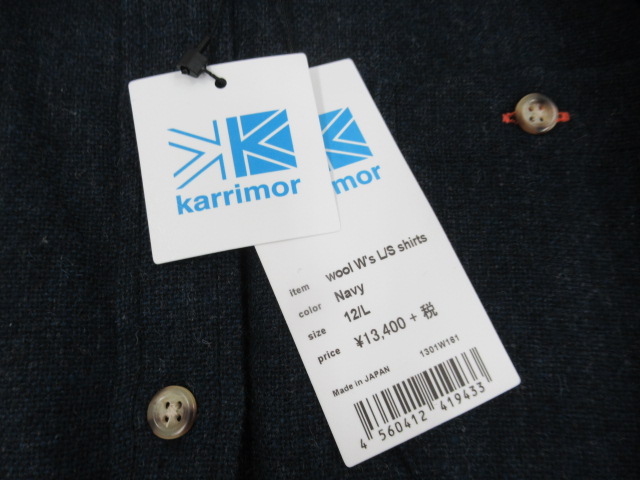 karrimor
karrimor
item wool W's L/S shirts
color Navy
size 12/L
price ¥13,400 + 税
Made in JAPAN 1301W181
4 560412 419433